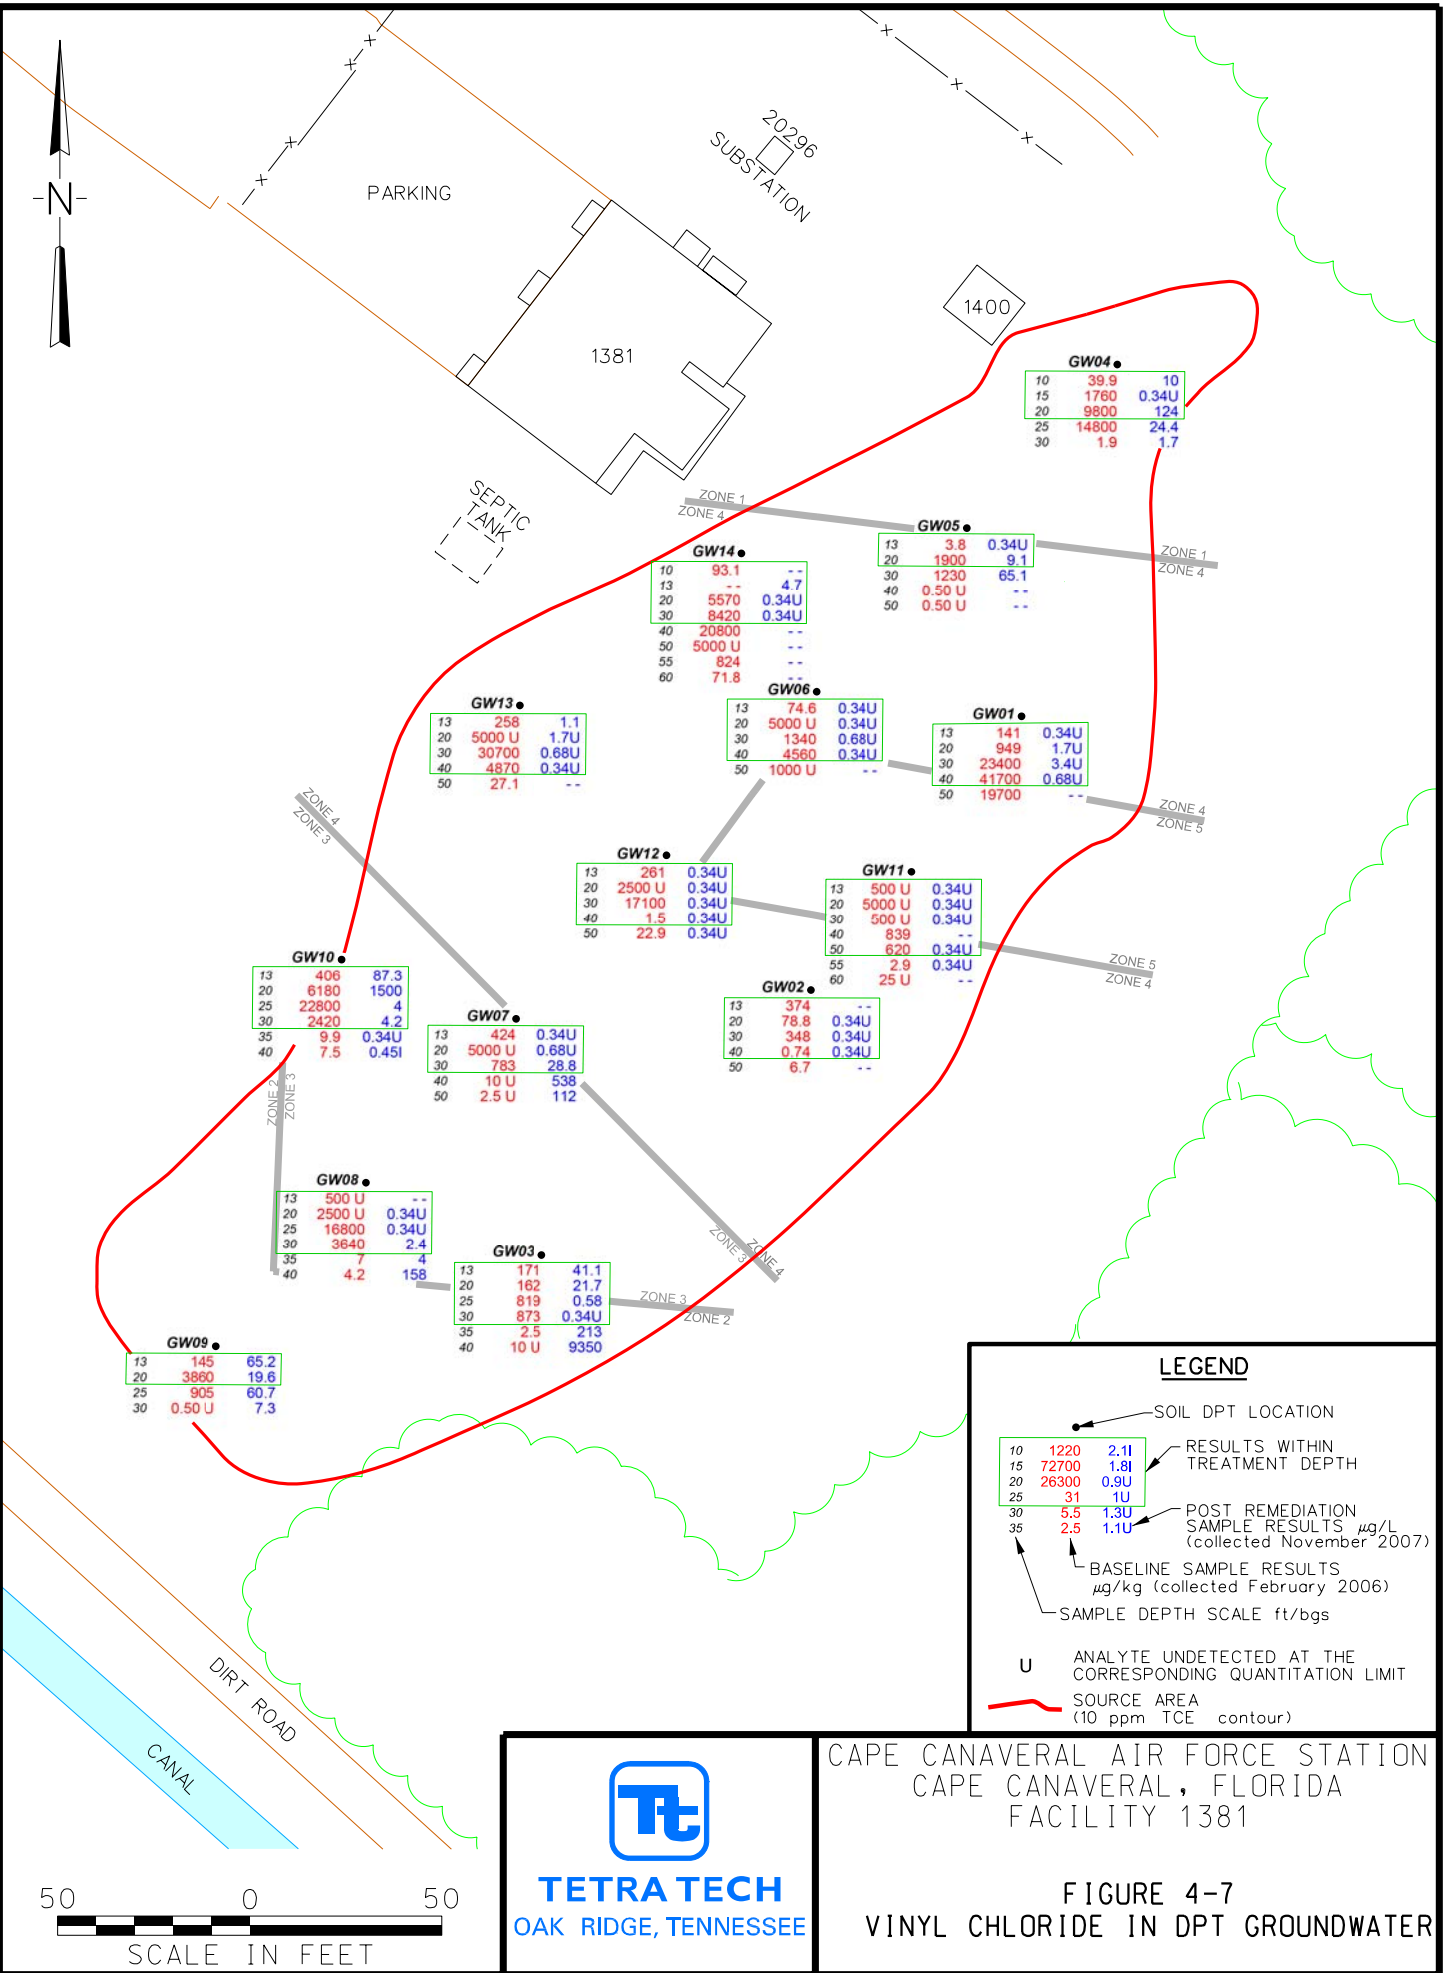 -N-
PARKING
20296
SUBSTATION
1400
1381
SEPTIC
TANK
GW04
10 39.9 10
15 1760 0.34U
20 9800 124
25 14800 24.4
30 1.9 1.7
ZONE 1
ZONE 4
GW05
13 3.8 0.34U
20 1900 9.1
30 1230 65.1
40 0.50 U --
50 0.50 U --
ZONE 1
ZONE 4
GW14
10 93.1 --
13 -- 4.7
20 5570 0.34U
30 8420 0.34U
40 20800 --
50 5000 U --
55 824 --
60 71.8 --
GW13
13 258 1.1
20 5000 U 1.7U
30 30700 0.68U
40 4870 0.34U
50 27.1 --
GW06
13 74.6 0.34U
20 5000 U 0.34U
30 1340 0.68U
40 4560 0.34U
50 1000 U --
GW01
13 141 0.34U
20 949 1.7U
30 23400 3.4U
40 41700 0.68U
50 19700 --
ZONE 4
ZONE 5
ZONE 4
ZONE 3
GW12
13 261 0.34U
20 2500 U 0.34U
30 17100 0.34U
40 1.5 0.34U
50 22.9 0.34U
GW11
13 500 U 0.34U
20 5000 U 0.34U
30 500 U 0.34U
40 839 --
50 620 0.34U
55 2.9 0.34U
60 25 U --
ZONE 5
ZONE 4
GW10
13 406 87.3
20 6180 1500
25 22800 4
30 2420 4.2
35 9.9 0.34U
40 7.5 0.45I
GW07
13 424 0.34U
20 5000 U 0.68U
30 783 28.8
40 10 U 538
50 2.5 U 112
GW02
13 374 --
20 78.8 0.34U
30 348 0.34U
40 0.74 0.34U
50 6.7 --
ZONE 2
ZONE 3
GW08
13 500 U --
20 2500 U 0.34U
25 16800 0.34U
30 3640 2.4
35 7 4
40 4.2 158
GW03
13 171 41.1
20 162 21.7
25 819 0.58
30 873 0.34U
35 2.5 213
40 10 U 9350
ZONE 3
ZONE 4
ZONE 3
ZONE 2
GW09
13 145 65.2
20 3860 19.6
25 905 60.7
30 0.50 U 7.3
DIRT ROAD
CANAL
50 0 50
SCALE IN FEET
LEGEND
SOIL DPT LOCATION
10 1220 2.1I
15 72700 1.8I
20 26300 0.9U
25 31 1U
30 5.5 1.3U
35 2.5 1.1U
RESULTS WITHIN
TREATMENT DEPTH
POST REMEDIATION
SAMPLE RESULTS µg/L
(collected November 2007)
BASELINE SAMPLE RESULTS
µg/kg (collected February 2006)
SAMPLE DEPTH SCALE ft/bgs
U ANALYTE UNDETECTED AT THE
CORRESPONDING QUANTITATION LIMIT
SOURCE AREA
(10 ppm TCE contour)
Tt
TETRA TECH
OAK RIDGE, TENNESSEE
CAPE CANAVERAL AIR FORCE STATION
CAPE CANAVERAL, FLORIDA
FACILITY 1381
FIGURE 4-7
VINYL CHLORIDE IN DPT GROUNDWATER